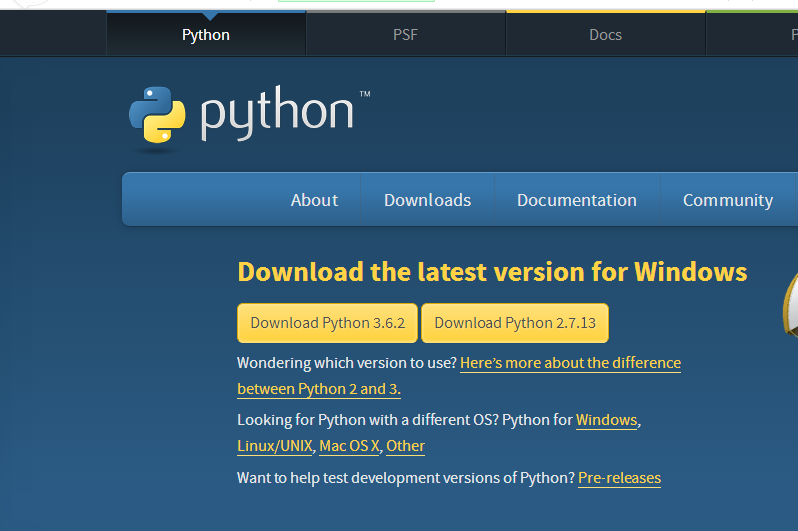 Python PSF Docs P
python™
About Downloads Documentation Community
Download the latest version for Windows
Download Python 3.6.2 Download Python 2.7.13
Wondering which version to use? Here’s more about the difference
between Python 2 and 3.
Looking for Python with a different OS? Python for Windows,
Linux/UNIX, Mac OS X, Other
Want to help test development versions of Python? Pre-releases